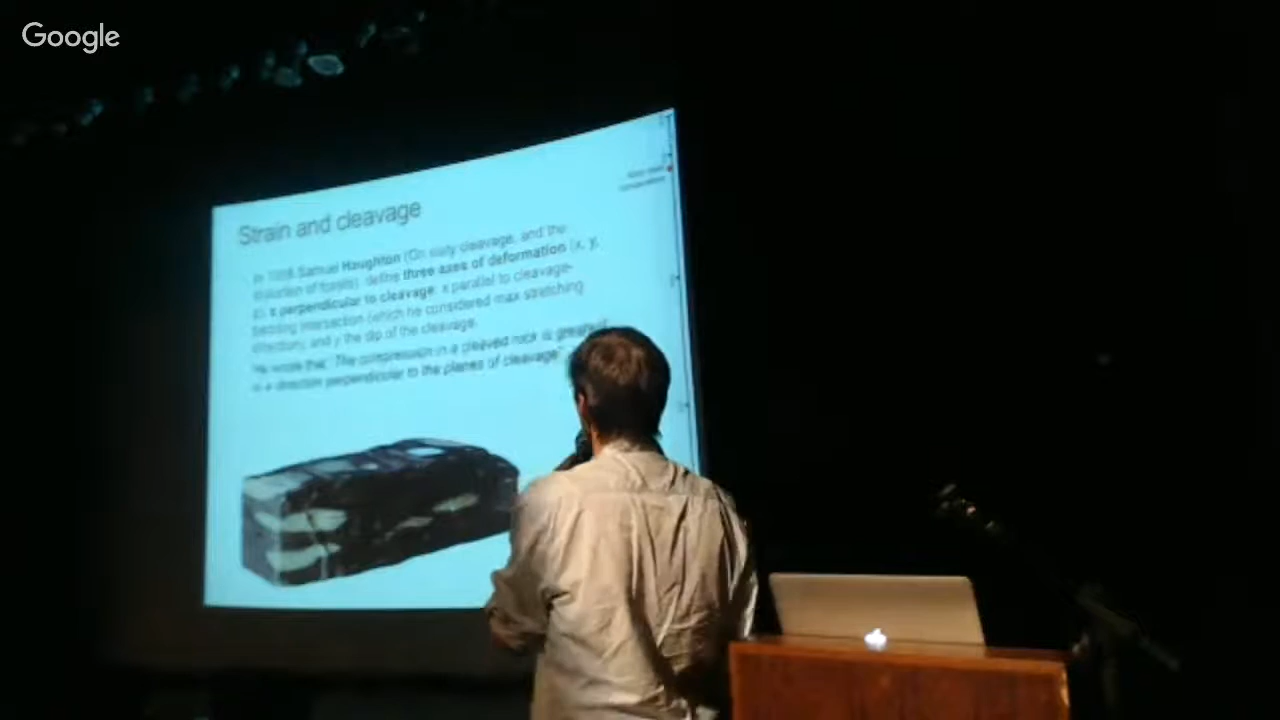 Google
Strain and cleavage
In Samuel Haughton (On slaty cleavage, and the
distortion of fossils) define three axes of deformation (x, y,
z), z perpendicular to cleavage; x parallel to cleavage-
bedding intersection (which he considered max stretching
direction), and y the dip of the cleavage.
He wrote that "The compression in a cleaved rock is greatest
in a direction perpendicular to the planes of cleavage"